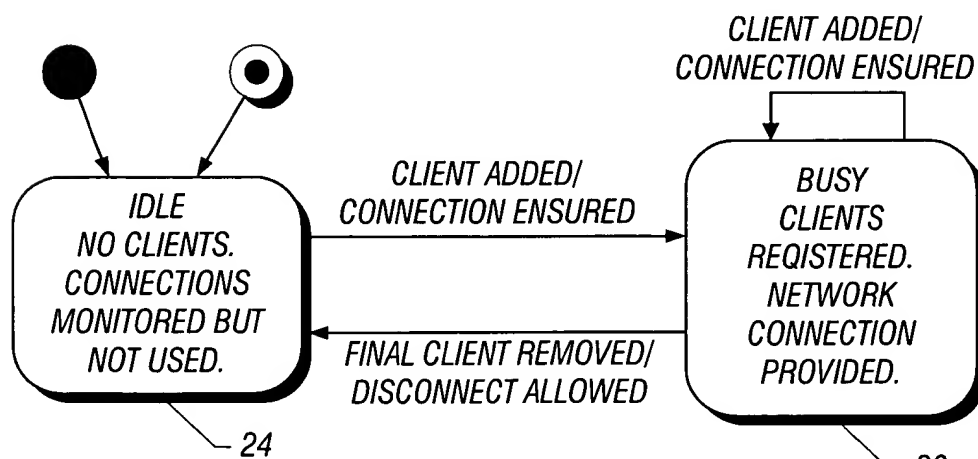 CLIENT ADDED/
CONNECTION ENSURED
IDLE
NO CLIENTS.
CONNECTIONS
MONITORED BUT
NOT USED.
CLIENT ADDED/
CONNECTION ENSURED
FINAL CLIENT REMOVED/
DISCONNECT ALLOWED
BUSY
CLIENTS
REQISTERED.
NETWORK
CONNECTION
PROVIDED.
24